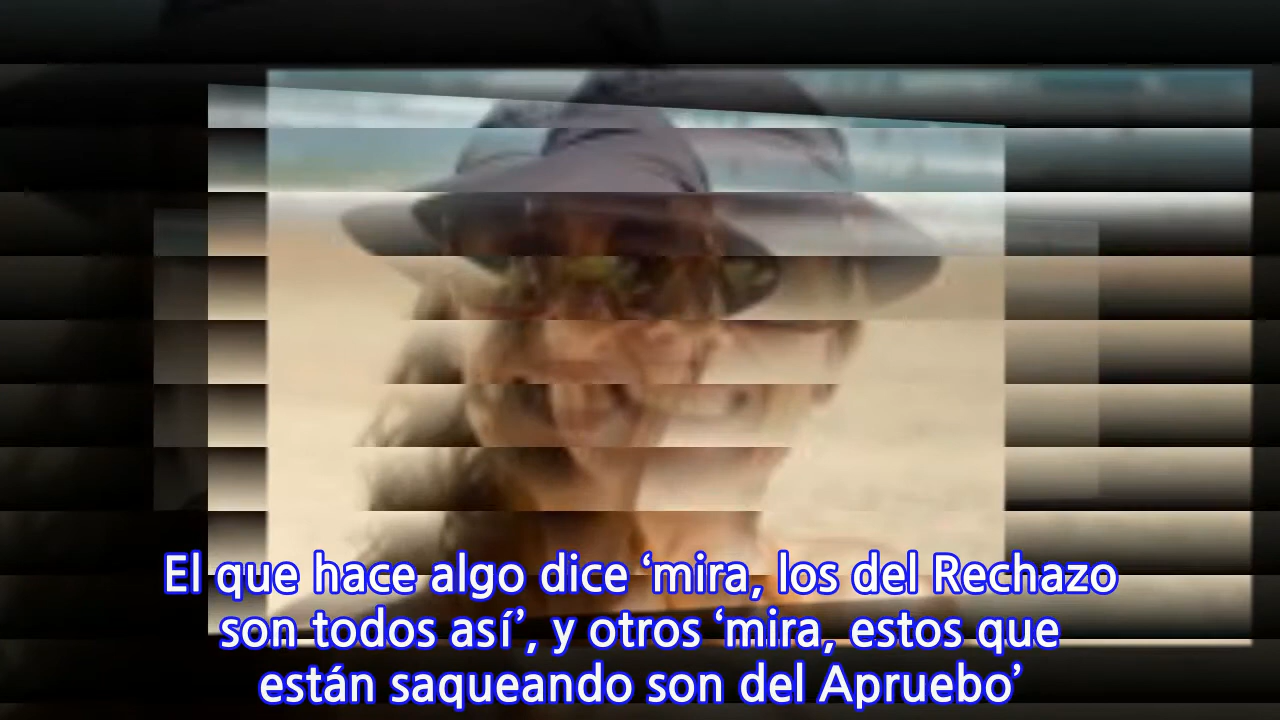 El que hace algo dice ‘mira, los del Rechazo
son todos así’, y otros ‘mira, estos que
están saqueando son del Apruebo’